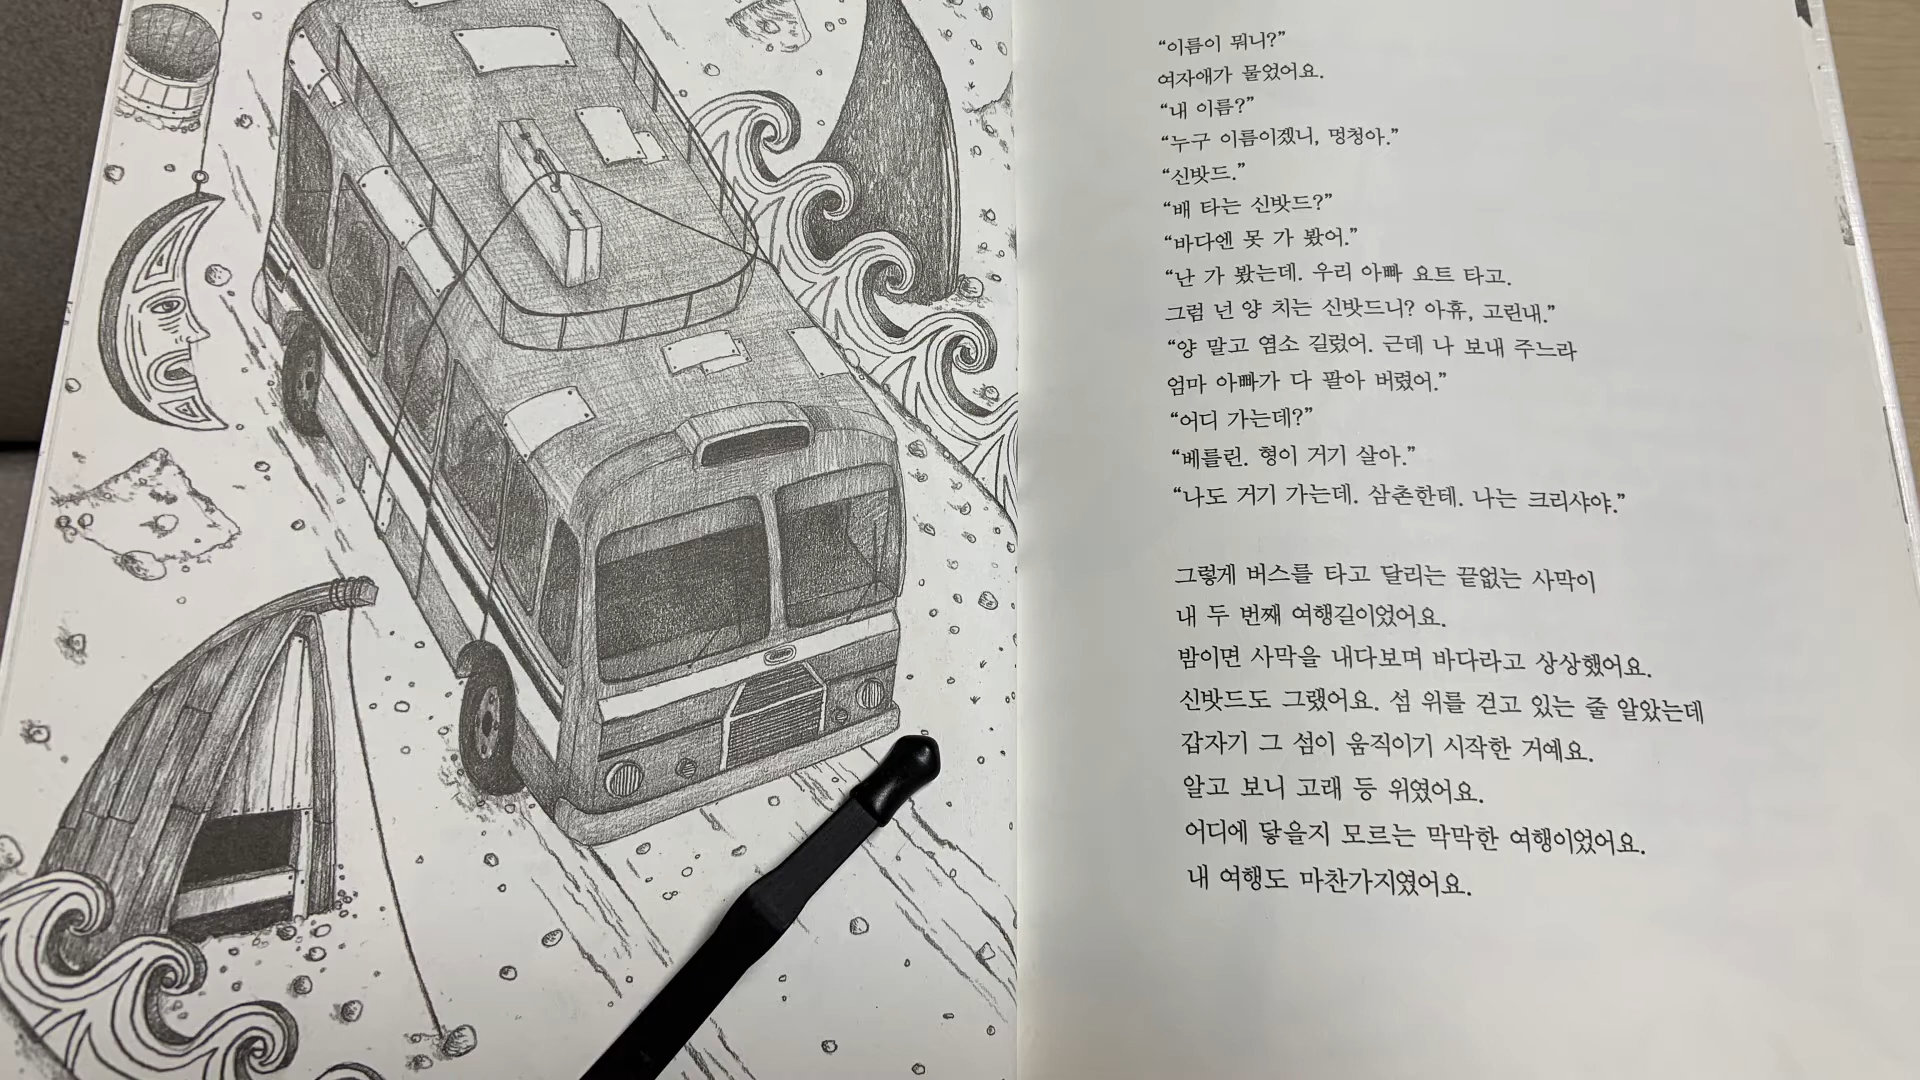 “이름이 뭐니?”
여자애가 물었어요.
“내 이름?”
“누구 이름이겠니, 멍청아.”
“신밧드.”
“배 타는 신밧드?”
“바다엔 못 가 봤어.”
“난 가 봤는데. 우리 아빠 요트 타고.
그럼 넌 양 치는 신밧드니? 아휴, 고린내.”
“양 말고 염소 길렀어. 근데 나 보내 주느라
엄마 아빠가 다 팔아 버렸어.”
“어디 가는데?”
“베를린. 형이 거기 살아.”
“나도 거기 가는데. 삼촌한테. 나는 크리샤야.”
그렇게 버스를 타고 달리는 끝없는 사막이
내 두 번째 여행길이었어요.
밤이면 사막을 내다보며 바다라고 상상했어요.
신밧드도 그랬어요. 섬 위를 걷고 있는 줄 알았는데
갑자기 그 섬이 움직이기 시작한 거예요.
알고 보니 고래 등 위였어요.
어디에 닿을지 모르는 막막한 여행이었어요.
내 여행도 마찬가지였어요.